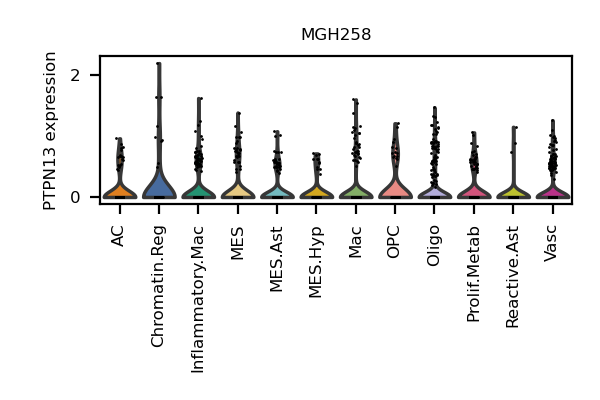 MGH258
PTPN13 expression
2
0
AC
Chromatin.Reg
Inflammatory.Mac
MES
MES.Ast
MES.Hyp
Mac
OPC
Oligo
Prolif.Metab
Reactive.Ast
Vasc